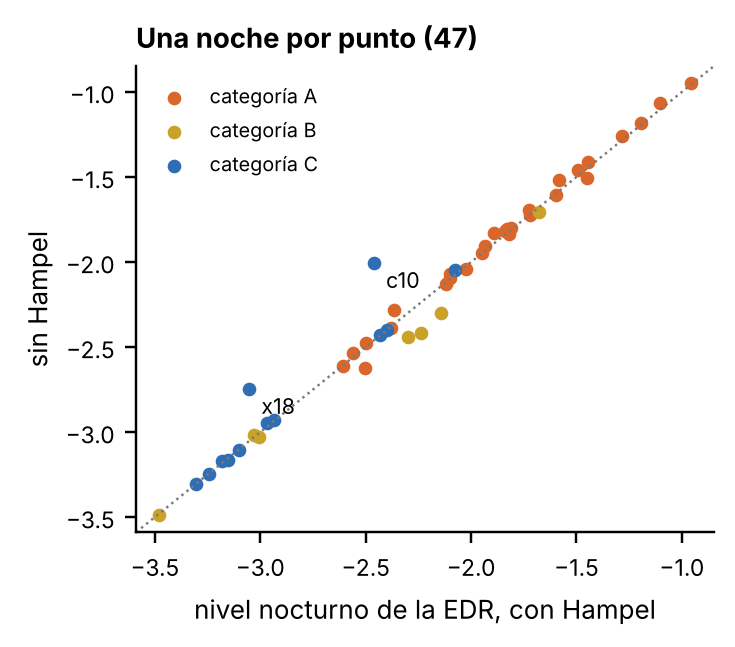 Una noche por punto (47)
categoría A
categoría B
categoría C
c10
x18
sin Hampel
−1.0
−1.5
−2.0
−2.5
−3.0
−3.5
−3.5
−3.0
−2.5
−2.0
−1.5
−1.0
nivel nocturno de la EDR, con Hampel